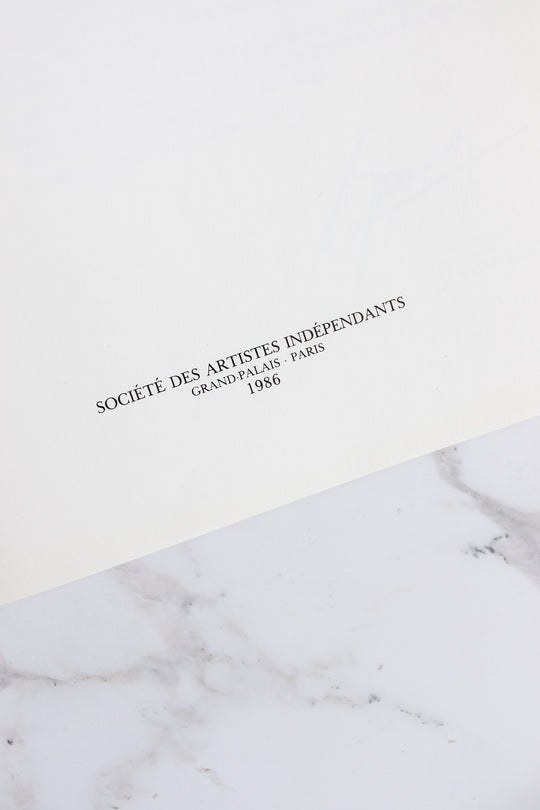 SOCIÉTÉ DES ARTISTES INDÉPENDANTS
GRAND-PALAIS · PARIS
1986